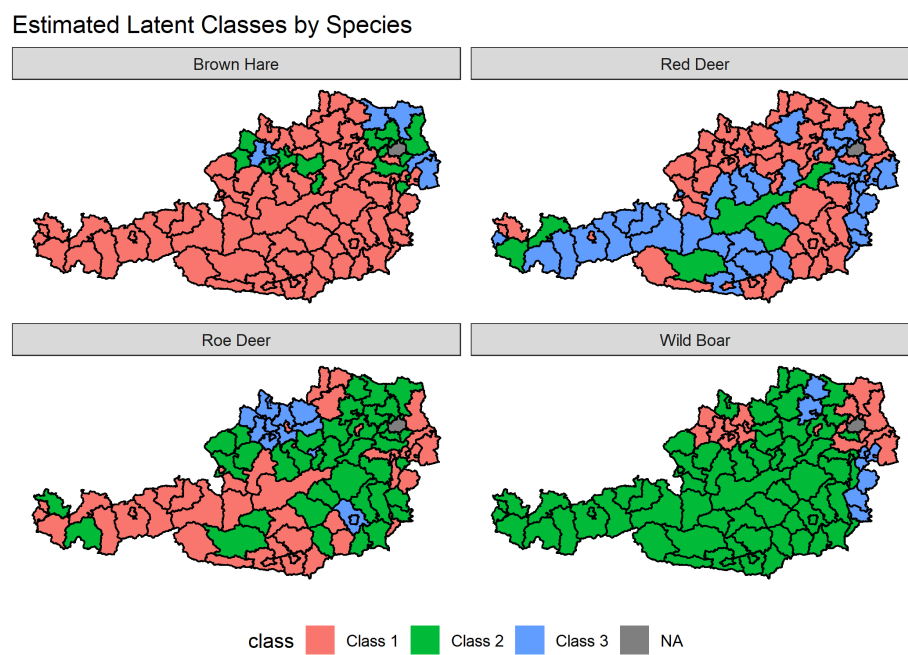 Estimated Latent Classes by Species
Brown Hare
Red Deer
Roe Deer
Wild Boar
class Class 1 Class 2 Class 3 NA